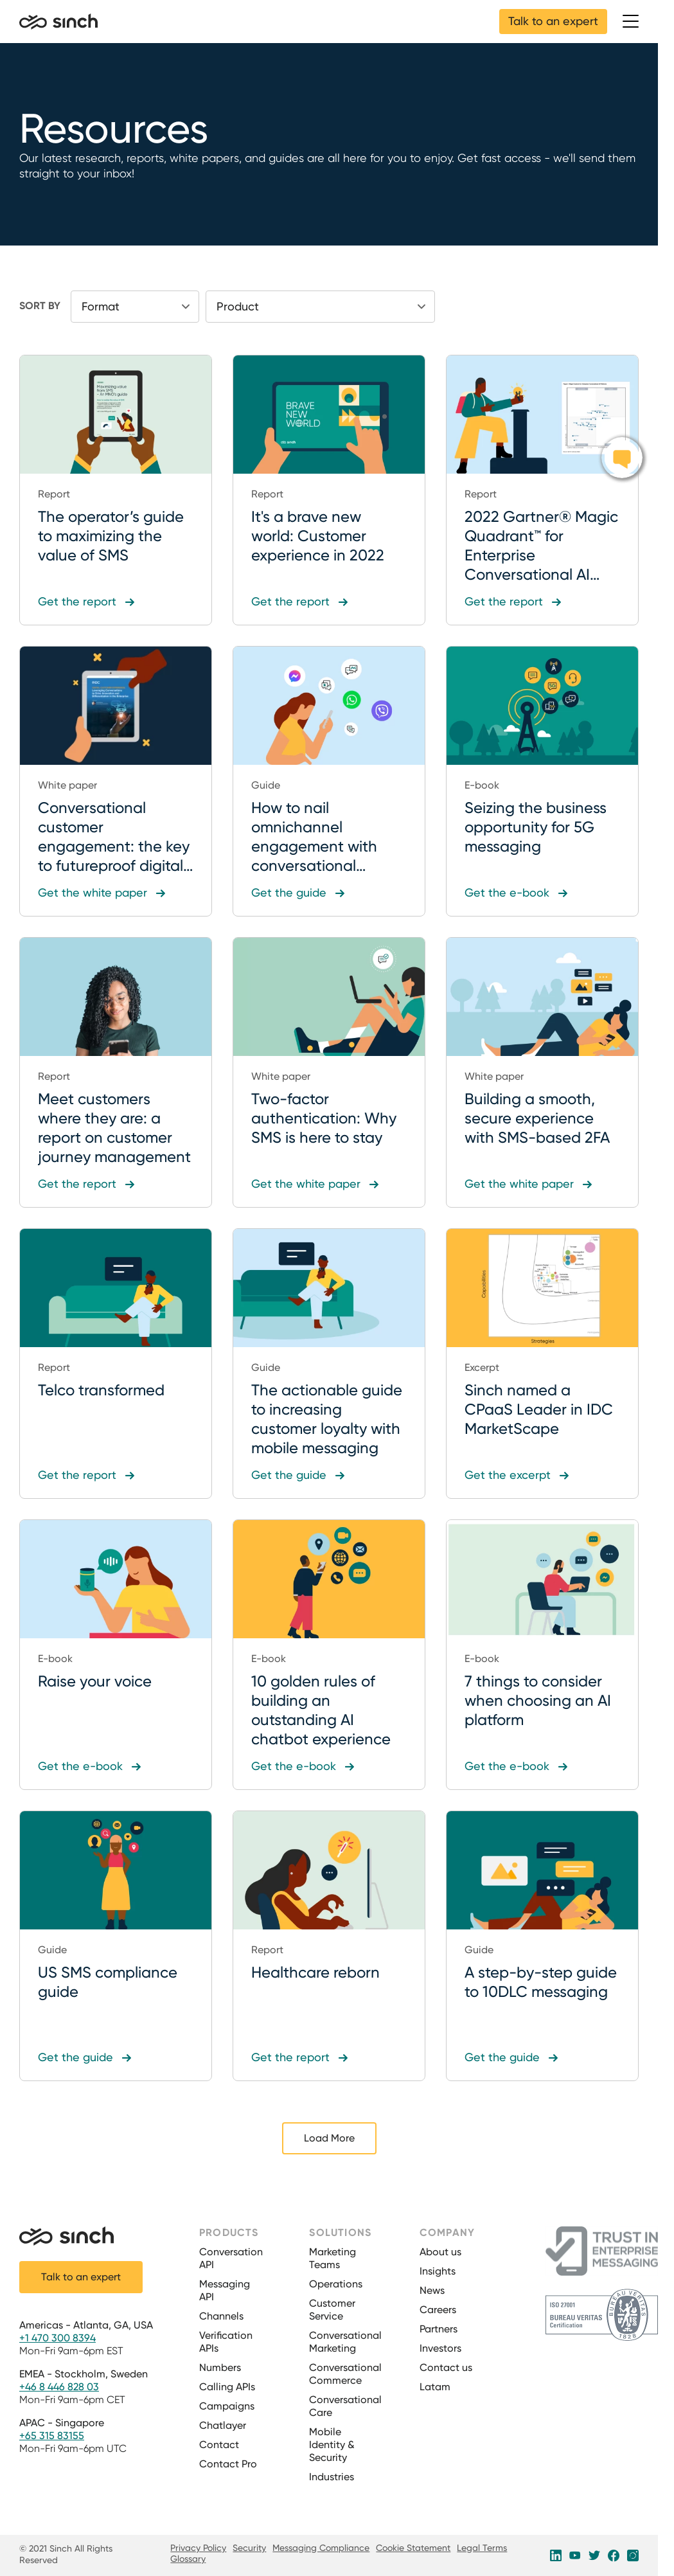 sinch
Talk to an expert
Resources
Our latest research, reports, white papers, and guides are all here for you to enjoy. Get fast access - we'll send them
straight to your inbox!
SORT BY
Format
Product
BRAVE
NEW
WORLD
Report
The operator’s guide
to maximizing the
value of SMS
Get the report
Report
It's a brave new
world: Customer
experience in 2022
Get the report
Report
2022 Gartner® Magic
Quadrant™ for
Enterprise
Conversational AI...
Get the report
White paper
Conversational
customer
engagement: the key
to futureproof digital...
Get the white paper
Guide
How to nail
omnichannel
engagement with
conversational...
Get the guide
E-book
Seizing the business
opportunity for 5G
messaging
Get the e-book
Report
Meet customers
where they are: a
report on customer
journey management
Get the report
White paper
Two-factor
authentication: Why
SMS is here to stay
Get the white paper
White paper
Building a smooth,
secure experience
with SMS-based 2FA
Get the white paper
Report
Telco transformed
Get the report
Guide
The actionable guide
to increasing
customer loyalty with
mobile messaging
Get the guide
Capabilities
Strategies
Excerpt
Sinch named a
CPaaS Leader in IDC
MarketScape
Get the excerpt
E-book
Raise your voice
Get the e-book
E-book
10 golden rules of
building an
outstanding AI
chatbot experience
Get the e-book
E-book
7 things to consider
when choosing an AI
platform
Get the e-book
Guide
US SMS compliance
guide
Get the guide
Report
Healthcare reborn
Get the report
Guide
A step-by-step guide
to 10DLC messaging
Get the guide
Load More
sinch
Talk to an expert
Americas - Atlanta, GA, USA
+1 470 300 8394
Mon-Fri 9am-6pm EST
EMEA - Stockholm, Sweden
+46 8 446 828 03
Mon-Fri 9am-6pm CET
APAC - Singapore
+65 315 83155
Mon-Fri 9am-6pm UTC
PRODUCTS
Conversation
API
Messaging
API
Channels
Verification
APIs
Numbers
Calling APIs
Campaigns
Chatlayer
Contact
Contact Pro
SOLUTIONS
Marketing
Teams
Operations
Customer
Service
Conversational
Marketing
Conversational
Commerce
Conversational
Care
Mobile
Identity &
Security
Industries
COMPANY
About us
Insights
News
Careers
Partners
Investors
Contact us
Latam
TRUST IN
ENTERPRISE
MESSAGING
ISO 27001
BUREAU VERITAS
Certification
BUREAU VERITAS
1828
© 2021 Sinch All Rights
Reserved
Privacy Policy Security Messaging Compliance Cookie Statement Legal Terms
Glossary